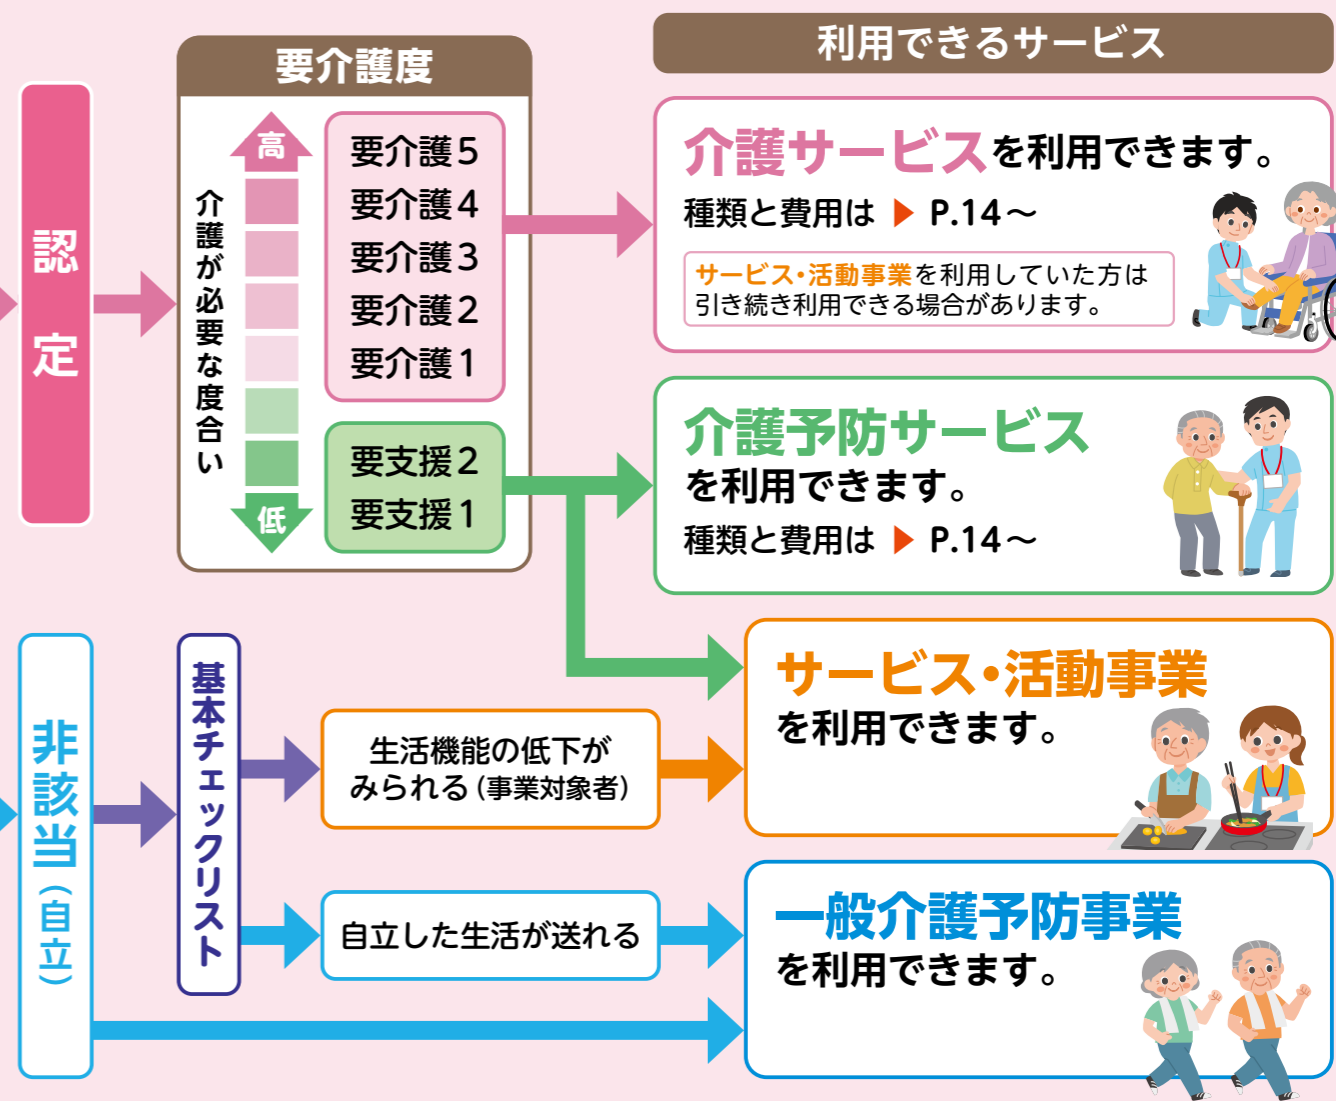 利用できるサービス
要介護度
認定
介護が必要な度合い
高
低
要介護5
要介護4
要介護3
要介護2
要介護1
要支援2
要支援1
介護サービスを利用できます。
種類と費用は ▶ P.14～
サービス・活動事業を利用していた方は
引き続き利用できる場合があります。
介護予防サービス
を利用できます。
種類と費用は ▶ P.14～
非該当(自立)
基本チェックリスト
生活機能の低下が
みられる(事業対象者)
サービス・活動事業
を利用できます。
自立した生活が送れる
一般介護予防事業
を利用できます。